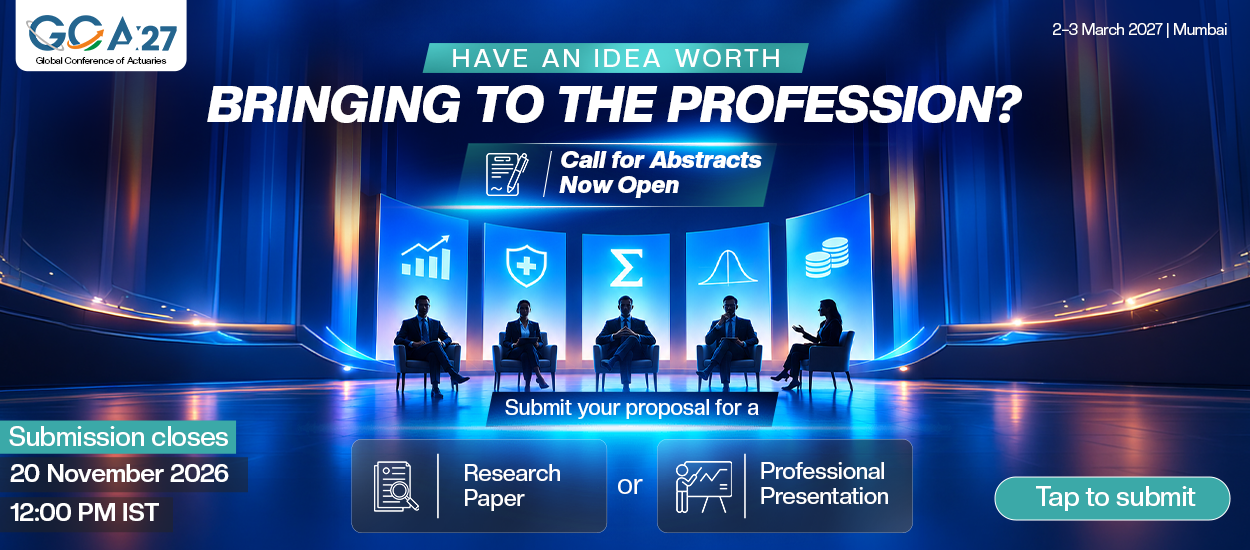 GCA'27
Global Conference of Actuaries
2-3 March 2027 | Mumbai
HAVE AN IDEA WORTH
BRINGING TO THE PROFESSION?
Call for Abstracts
Now Open
Σ
Submit your proposal for a
Submission closes
20 November 2026
12:00 PM IST
Research
Paper
or
Professional
Presentation
Tap to submit